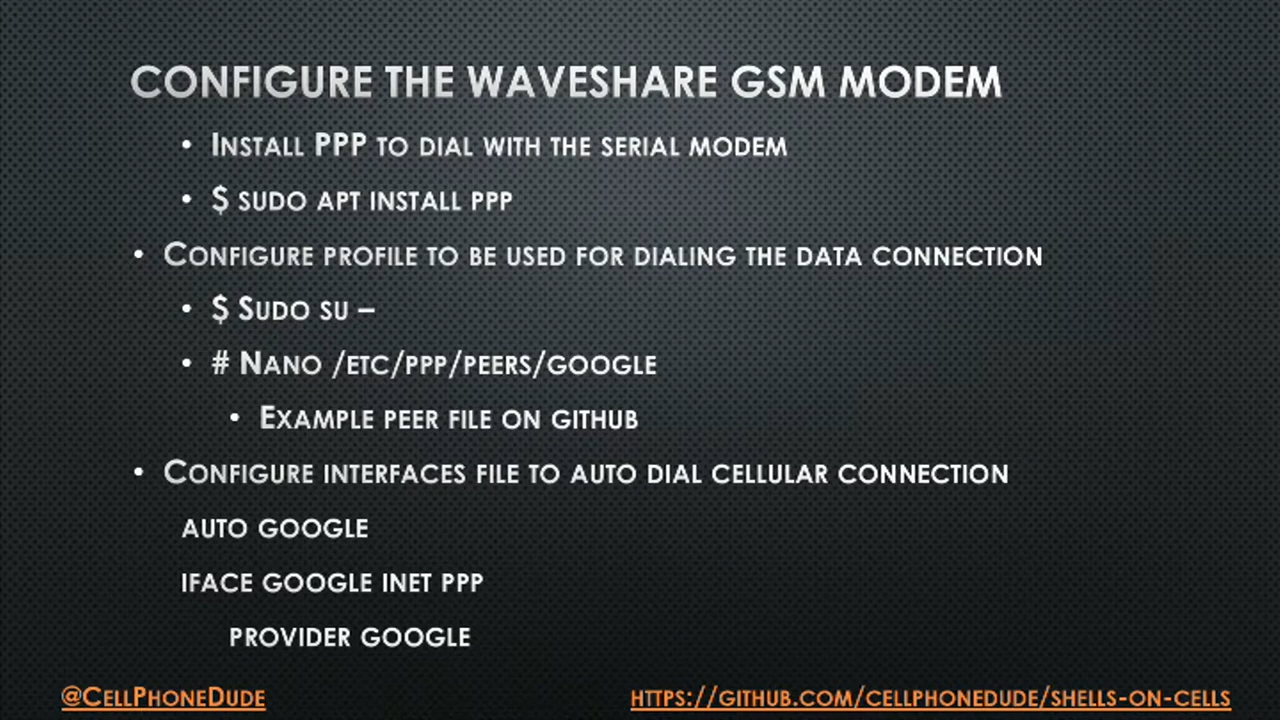 CONFIGURE THE WAVESHARE GSM MODEM
• INSTALL PPP TO DIAL WITH THE SERIAL MODEM
• $ SUDO APT INSTALL PPP
• CONFIGURE PROFILE TO BE USED FOR DIALING THE DATA CONNECTION
• $ SUDO SU –
• # NANO /ETC/PPP/PEERS/GOOGLE
• EXAMPLE PEER FILE ON GITHUB
• CONFIGURE INTERFACES FILE TO AUTO DIAL CELLULAR CONNECTION
AUTO GOOGLE
IFACE GOOGLE INET PPP
PROVIDER GOOGLE
@CELLPHONEDUDE
HTTPS://GITHUB.COM/CELLPHONEDUDE/SHELLS-ON-CELLS